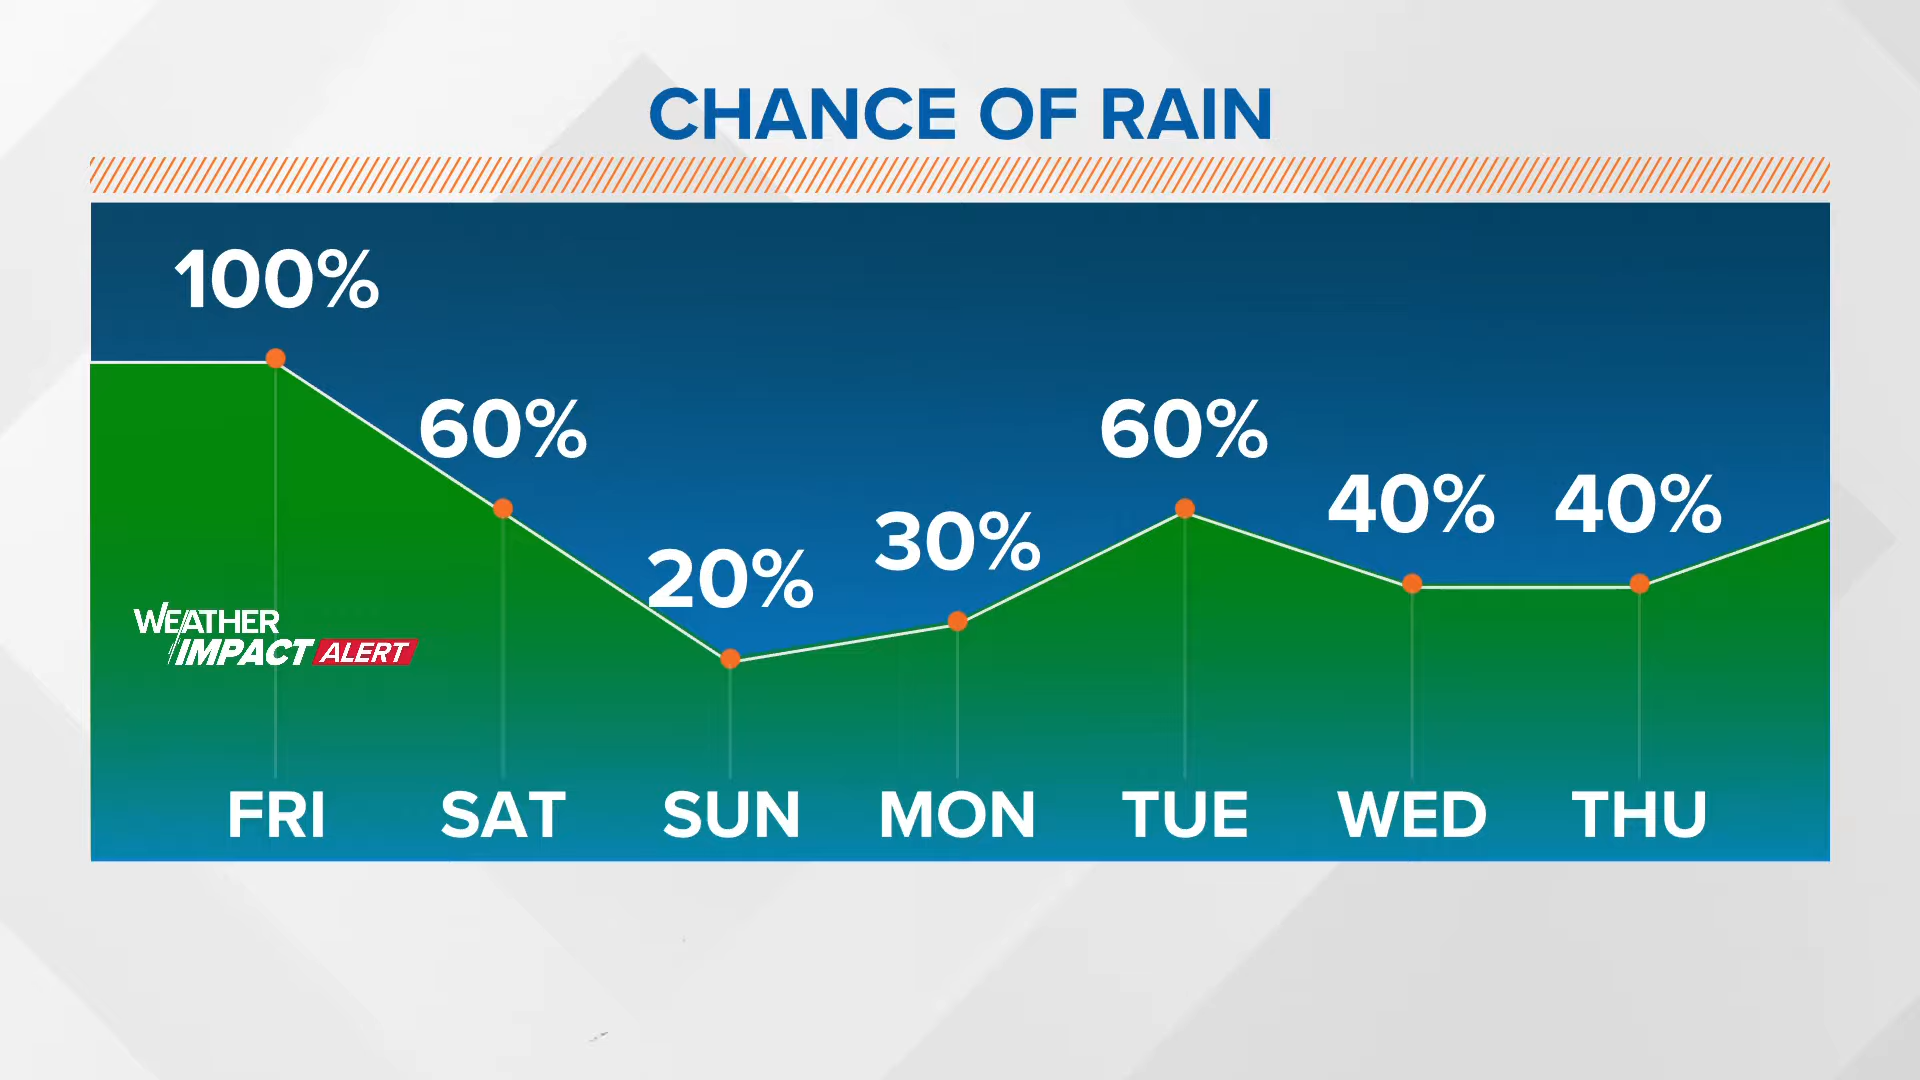 CHANCE OF RAIN
100%
60%
20%
30%
60%
40%
40%
WEATHER
IMPACT ALERT
FRI SAT SUN MON TUE WED THU